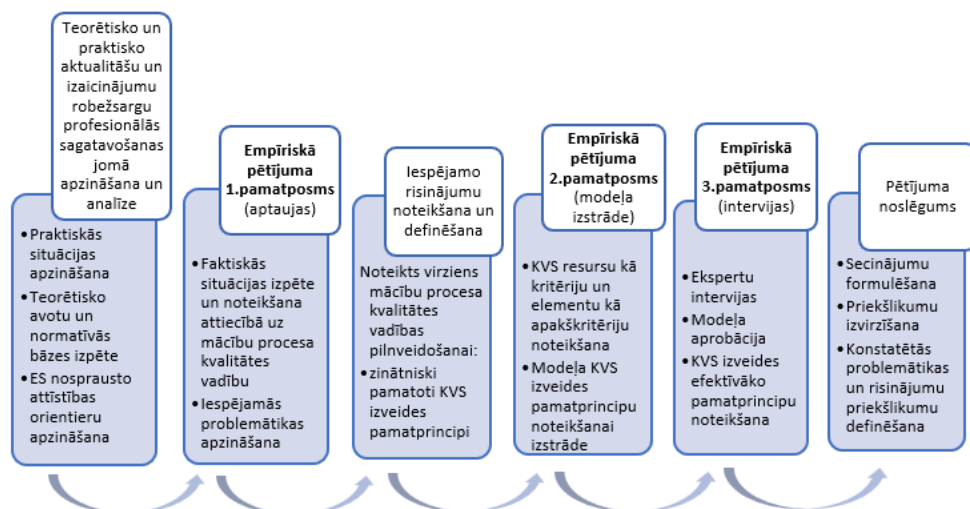 Teorētisko un
praktisko
aktualitāšu un
izaicinājumu
robežsargu
profesionālās
sagatavošanas
jomā
apzināšana un
analīze
• Praktiskās
situācijas
apzināšana
• Teorētisko
avotu un
normatīvās
bāzes izpēte
• ES nosprausto
attīstības
orientieru
apzināšana
Empīriskā
pētījuma
1.pamatposms
(aptaujas)
• Faktiskās
situācijas izpēte
un noteikšana
attiecībā uz
mācību procesa
kvalitātes
vadību
• Iespējamās
problemātikas
apzināšana
Iespējamo
risinājumu
noteikšana un
definēšana
Noteikts virziens
mācību procesa
kvalitātes
vadības
pilnveidošanai:
• zinātniski
pamatoti KVS
izveides
pamatprincipi
Empīriskā
pētījuma
2.pamatposms
(modeļa
izstrāde)
• KVS resursu kā
kritēriju un
elementu kā
apakškritēriju
noteikšana
• Modeļa KVS
izveides
pamatprincipu
noteikšanai
izstrāde
Empīriskā
pētījuma
3.pamatposms
(intervijas)
• Ekspertu
intervijas
• Modeļa
aprobācija
• KVS izveides
efektīvāko
pamatprincipu
noteikšana
Pētījuma
noslēgums
• Secinājumu
formulēšana
• Priekšlikumu
izvirzīšana
• Konstatētās
problemātikas
un risinājumu
priekšlikumu
definēšana